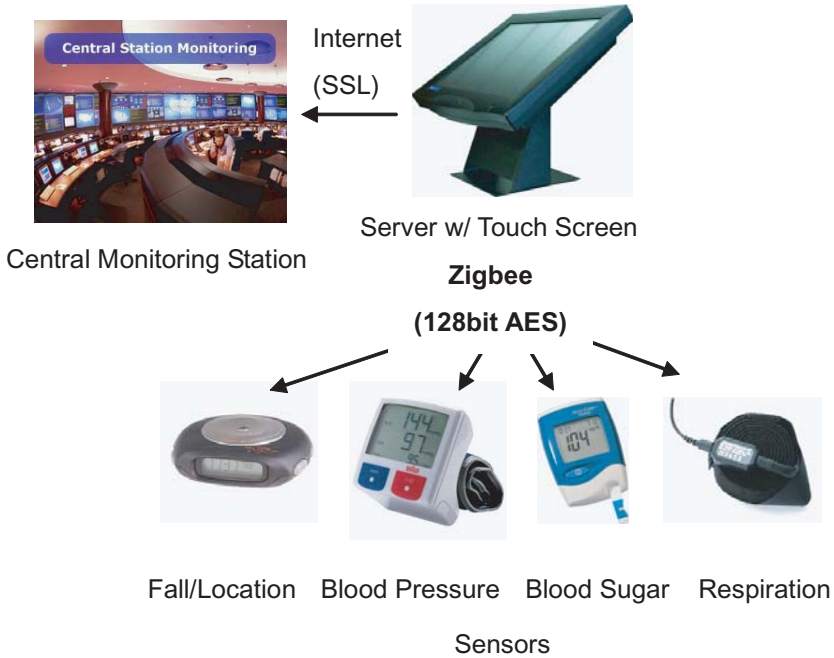 Central Station Monitoring
Internet
(SSL)
Server w/ Touch Screen
Central Monitoring Station
Zigbee
(128bit AES)
144
97
95
104
Fall/Location Blood Pressure Blood Sugar Respiration
Sensors